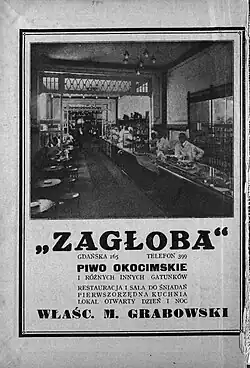 „ZAGŁOBA“
GDAŃSKA 165 TELEFON 399
PIWO OKOCIMSKIE
I RÓŻNYCH INNYCH GATUNKÓW
RESTAURACJA I SALA DO ŚNIADAŃ
PIERWSZORZĘDNA KUCHNIA
LOKAL OTWARTY DZIEŃ I NOC
WŁAŚC. M. GRABOWSKI